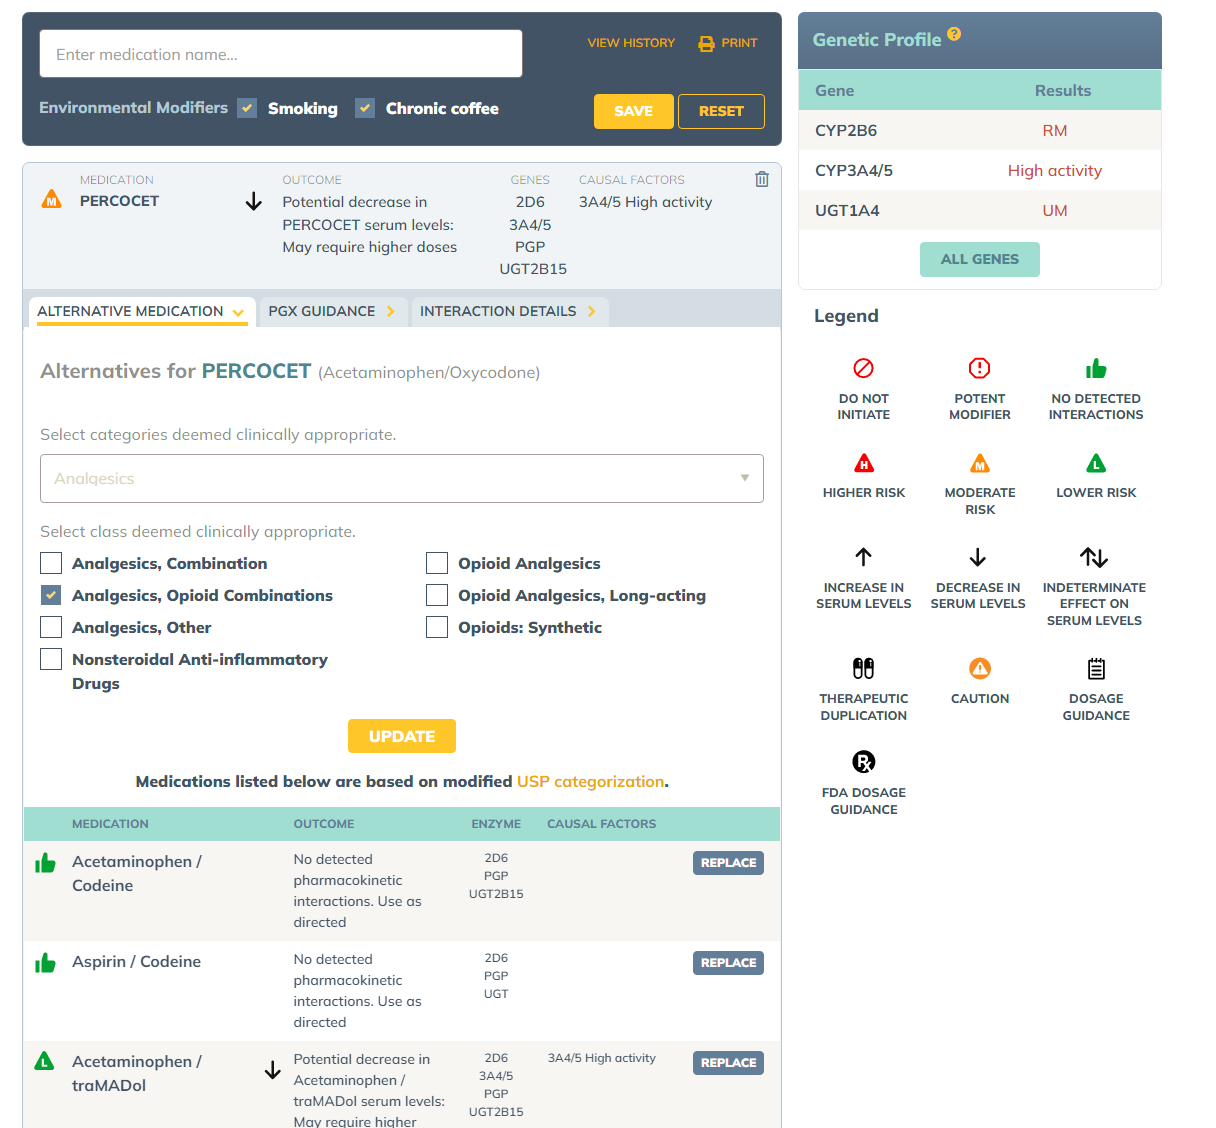 Enter medication name...
VIEW HISTORY
PRINT
Environmental Modifiers
Smoking
Chronic coffee
SAVE
RESET
MEDICATION
PERCOCET
OUTCOME
Potential decrease in
PERCOCET serum levels:
May require higher doses
GENES
2D6
3A4/5
PGP
UGT2B15
CAUSAL FACTORS
3A4/5 High activity
ALTERNATIVE MEDICATION
PGX GUIDANCE
INTERACTION DETAILS
Alternatives for PERCOCET (Acetaminophen/Oxycodone)
Select categories deemed clinically appropriate.
Analgesics
Select class deemed clinically appropriate.
Analgesics, Combination
Analgesics, Opioid Combinations
Analgesics, Other
Nonsteroidal Anti-inflammatory
Drugs
Opioid Analgesics
Opioid Analgesics, Long-acting
Opioids: Synthetic
UPDATE
Medications listed below are based on modified USP categorization.
MEDICATION OUTCOME ENZYME CAUSAL FACTORS
Acetaminophen /
Codeine
No detected
pharmacokinetic
interactions. Use as
directed
2D6
PGP
UGT2B15
REPLACE
Aspirin / Codeine
No detected
pharmacokinetic
interactions. Use as
directed
2D6
PGP
UGT
REPLACE
L
Acetaminophen /
traMADol
Potential decrease in
Acetaminophen /
traMADol serum levels:
May require higher
2D6
3A4/5
PGP
UGT2B15
3A4/5 High activity
REPLACE
M
Genetic Profile ?
Gene Results
CYP2B6 RM
CYP3A4/5 High activity
UGT1A4 UM
ALL GENES
Legend
DO NOT
INITIATE
POTENT
MODIFIER
NO DETECTED
INTERACTIONS
H
HIGHER RISK
M
MODERATE
RISK
L
LOWER RISK
INCREASE IN
SERUM LEVELS
DECREASE IN
SERUM LEVELS
INDETERMINATE
EFFECT ON
SERUM LEVELS
THERAPEUTIC
DUPLICATION
CAUTION
DOSAGE
GUIDANCE
Rx
FDA DOSAGE
GUIDANCE